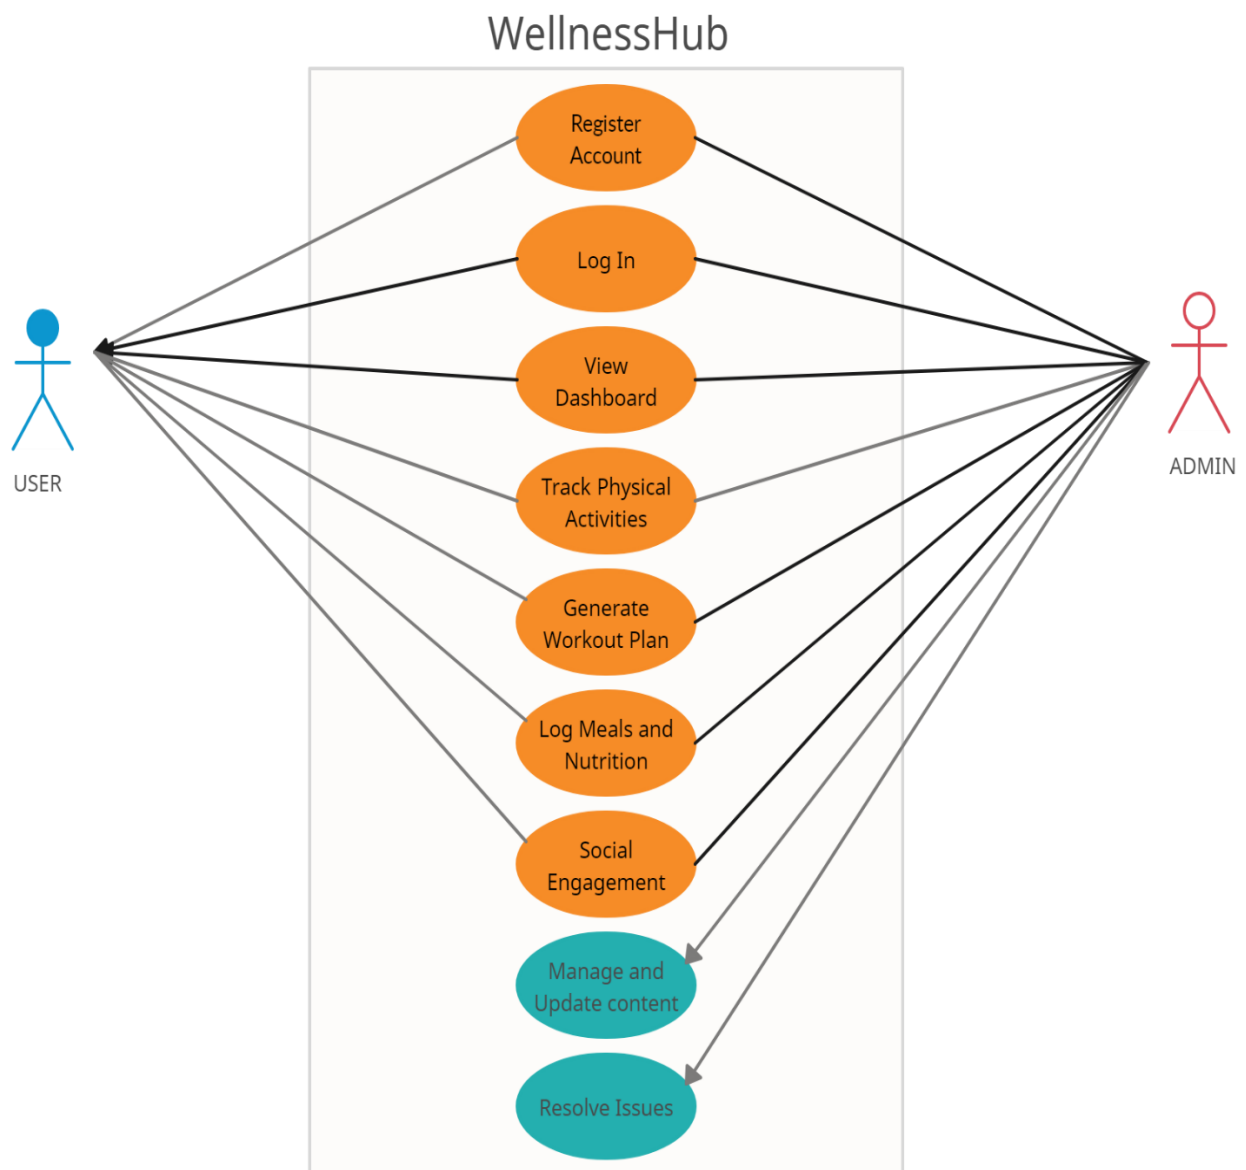 WellnessHub
Register
Account
Log In
View
Dashboard
USER
ADMIN
Track Physical
Activities
Generate
Workout Plan
Log Meals and
Nutrition
Social
Engagement
Manage and
Update content
Resolve Issues